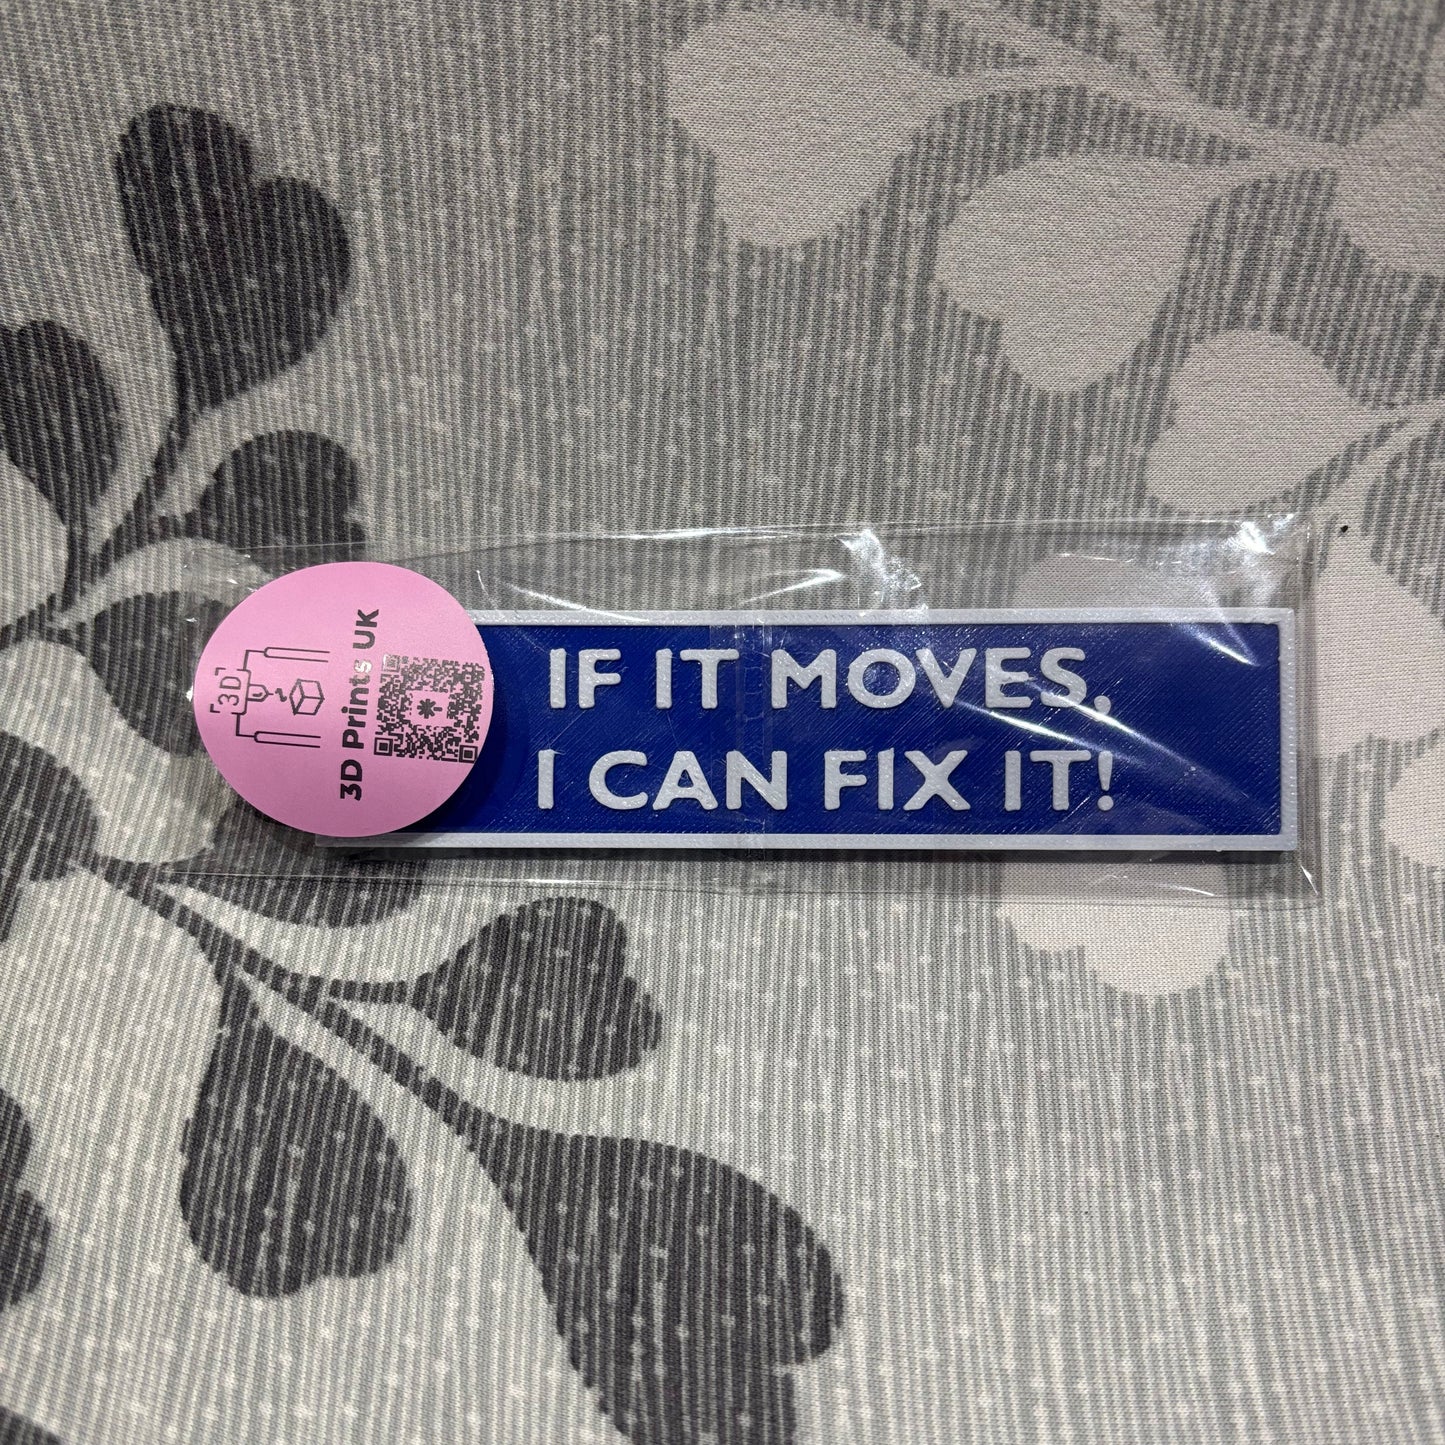 3D
3D Prints UK
IF IT MOVES,
I CAN FIX IT!